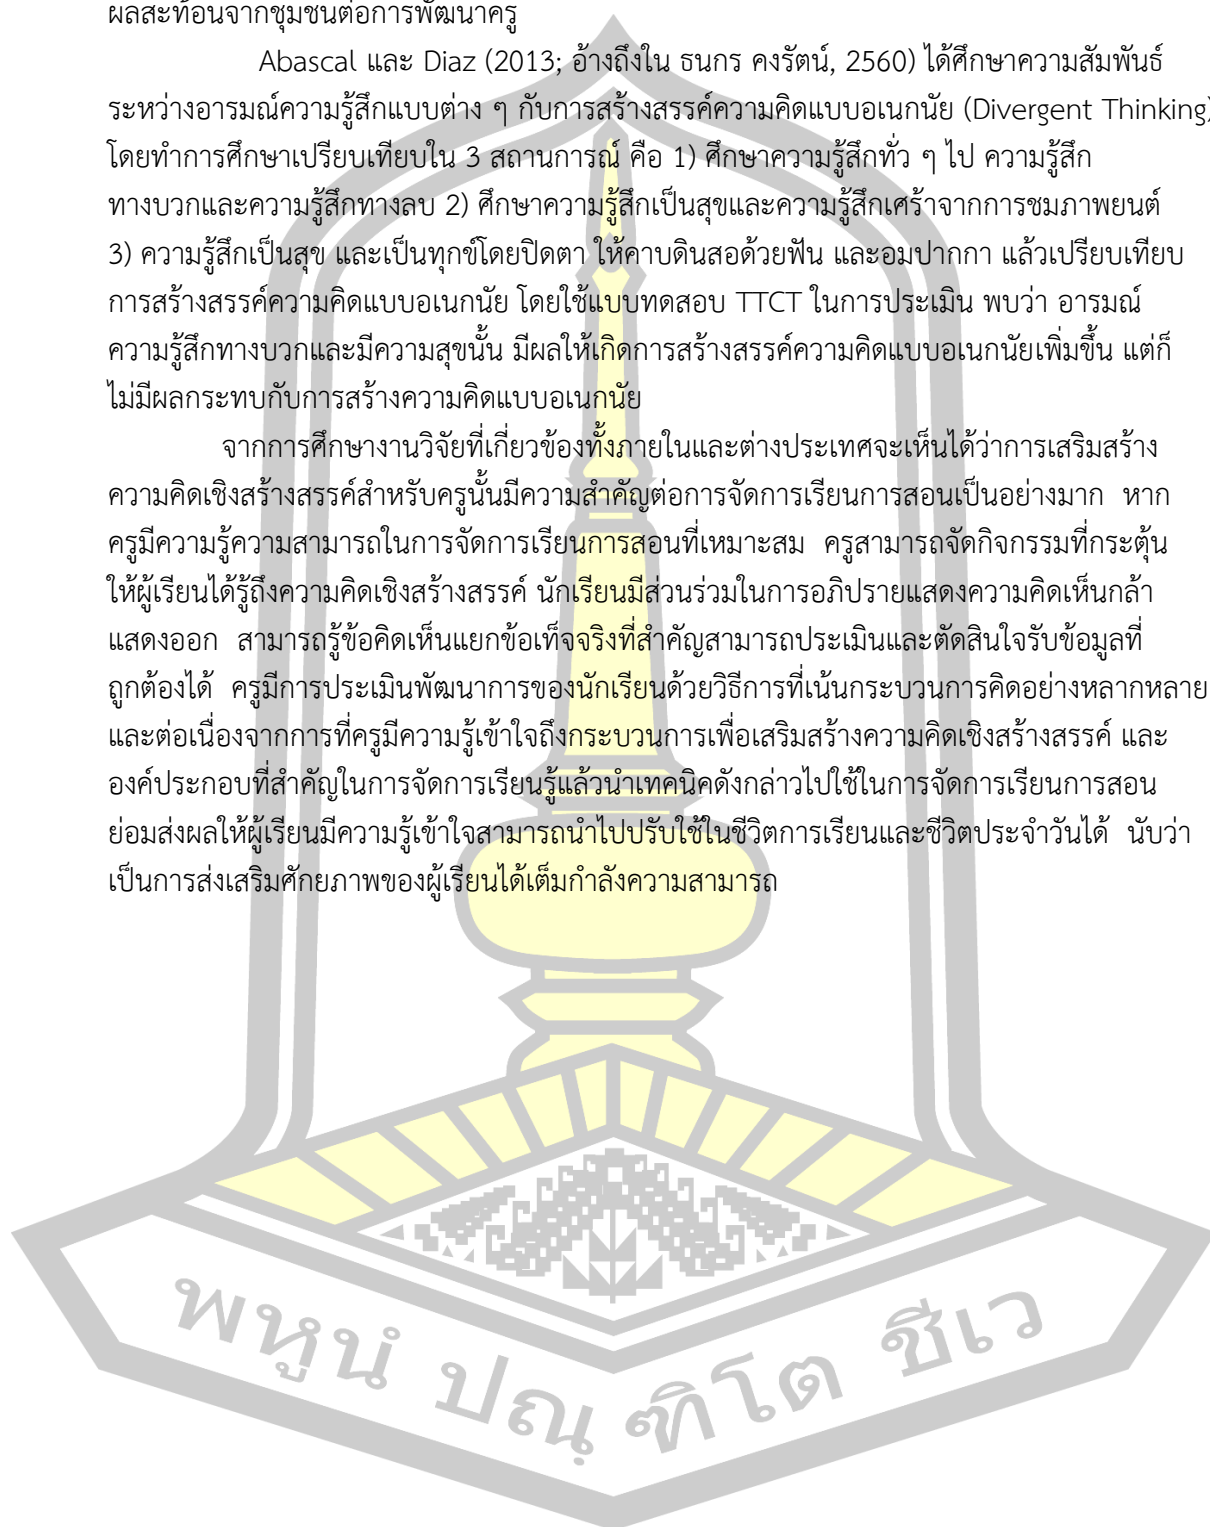 ผลสะท้อนจากชุมชนต่อการพัฒนาครู
Abascal และ Diaz (2013; อ้างถึงใน ธนกร คงรัตน์, 2560) ได้ศึกษาความสัมพันธ์
ระหว่างอารมณ์ความรู้สึกแบบต่าง ๆ กับการสร้างสรรค์ความคิดแบบอเนกนัย (Divergent Thinking)
โดยทำการศึกษาเปรียบเทียบใน 3 สถานการณ์ คือ 1) ศึกษาความรู้สึกทั่ว ๆ ไป ความรู้สึก
ทางบวกและความรู้สึกทางลบ 2) ศึกษาความรู้สึกเป็นสุขและความรู้สึกเศร้าจากการชมภาพยนต์
3) ความรู้สึกเป็นสุข และเป็นทุกข์โดยปิดตา ให้คาบดินสอด้วยฟัน และอมปากกา แล้วเปรียบเทียบ
การสร้างสรรค์ความคิดแบบอเนกนัย โดยใช้แบบทดสอบ TTCT ในการประเมิน พบว่า อารมณ์
ความรู้สึกทางบวกและมีความสุขนั้น มีผลให้เกิดการสร้างสรรค์ความคิดแบบอเนกนัยเพิ่มขึ้น แต่ก็
ไม่มีผลกระทบกับการสร้างความคิดแบบอเนกนัย
จากการศึกษางานวิจัยที่เกี่ยวข้องทั้งภายในและต่างประเทศจะเห็นได้ว่าการเสริมสร้าง
ความคิดเชิงสร้างสรรค์สำหรับครูนั้นมีความสำคัญต่อการจัดการเรียนการสอนเป็นอย่างมาก หาก
ครูมีความรู้ความสามารถในการจัดการเรียนการสอนที่เหมาะสม ครูสามารถจัดกิจกรรมที่กระตุ้น
ให้ผู้เรียนได้รู้ถึงความคิดเชิงสร้างสรรค์ นักเรียนมีส่วนร่วมในการอภิปรายแสดงความคิดเห็นกล้า
แสดงออก สามารถรู้ข้อคิดเห็นแยกข้อเท็จจริงที่สำคัญสามารถประเมินและตัดสินใจรับข้อมูลที่
ถูกต้องได้ ครูมีการประเมินพัฒนาการของนักเรียนด้วยวิธีการที่เน้นกระบวนการคิดอย่างหลากหลาย
และต่อเนื่องจากการที่ครูมีความรู้เข้าใจถึงกระบวนการเพื่อเสริมสร้างความคิดเชิงสร้างสรรค์ และ
องค์ประกอบที่สำคัญในการจัดการเรียนรู้แล้วนำเทคนิคดังกล่าวไปใช้ในการจัดการเรียนการสอน
ย่อมส่งผลให้ผู้เรียนมีความรู้เข้าใจสามารถนำไปปรับใช้ในชีวิตการเรียนและชีวิตประจำวันได้ นับว่า
เป็นการส่งเสริมศักยภาพของผู้เรียนได้เต็มกำลังความสามารถ
พหูนํ ปณฺฑิโต ชีเว